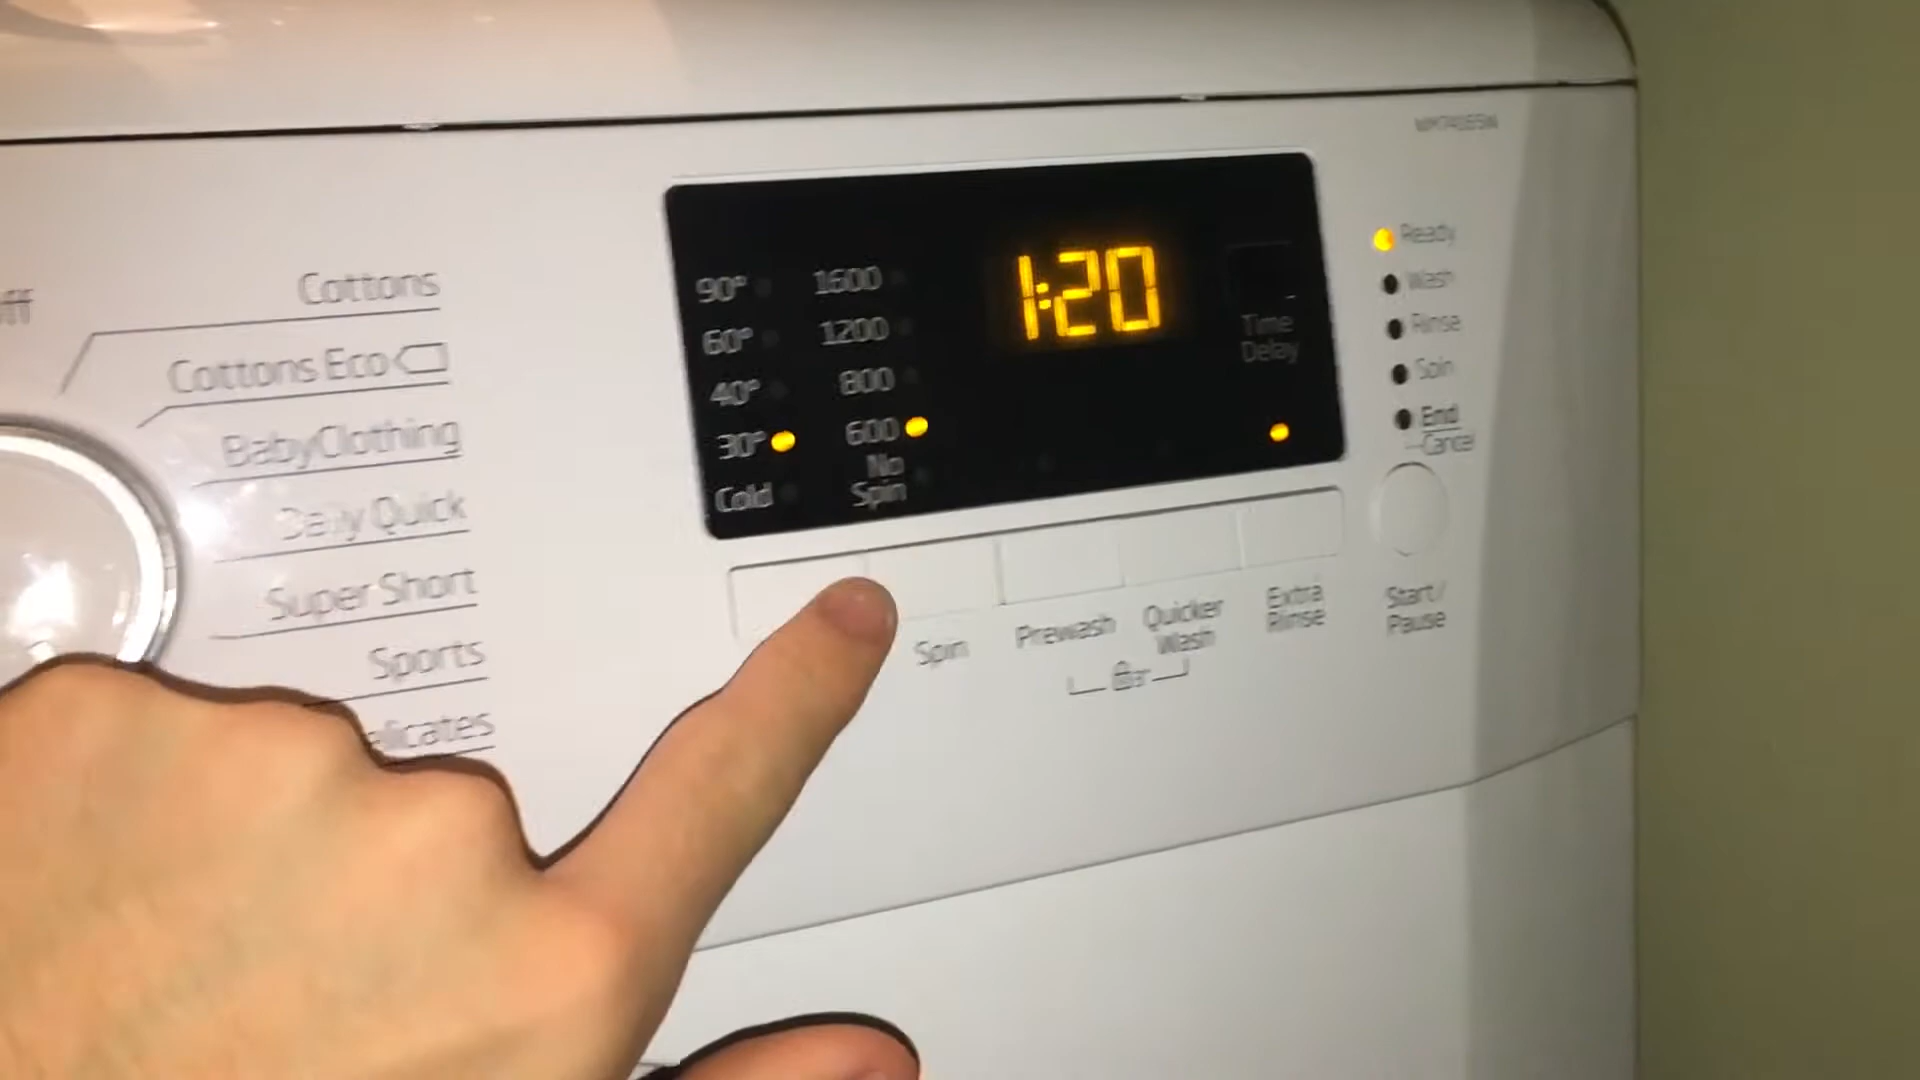 Cottons
Cottons Eco
BabyClothing
Daily Quick
Super Short
Sports
90°
60°
40°
30°
Cold
1600
1200
800
600
No
Spin
1:20
Time
Delay
Ready
Wash
Rinse
Spin
End
Cancel
Spin
Prewash
Quicker
Wash
Extra
Rinse
Start/
Pause